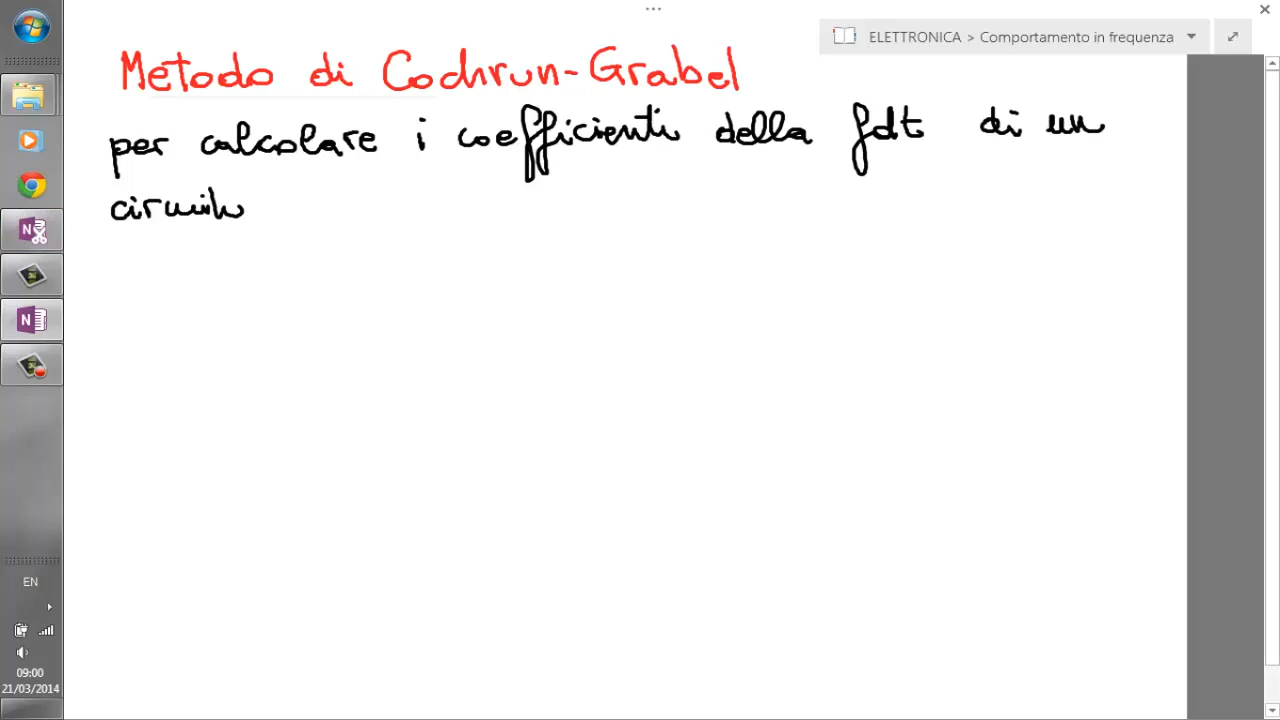 ELETTRONICA > Comportamento in frequenza
Metodo di Cochrun-Grabel
per calcolare i coefficienti della fdt di un
circuito
EN
09:00
21/03/2014